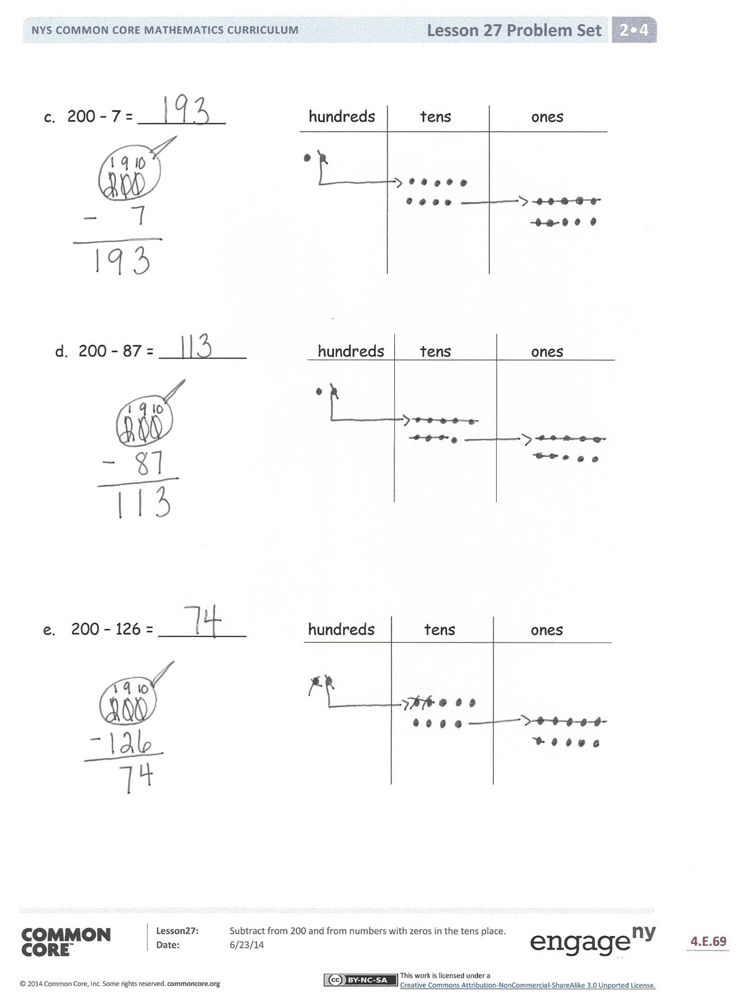 NYS COMMON CORE MATHEMATICS CURRICULUM Lesson 27 Problem Set 2•4
c. 200 - 7 = 193
hundreds tens ones
1 9 10
200
- 7
193
d. 200 - 87 = 113
hundreds tens ones
1 9 10
200
- 87
113
e. 200 - 126 = 74
hundreds tens ones
1 9 10
200
- 126
74
COMMON CORE™
Lesson27: Subtract from 200 and from numbers with zeros in the tens place.
Date: 6/23/14
engage ny
4.E.69
© 2014 Common Core, Inc. Some rights reserved. commoncore.org
cc BY-NC-SA
This work is licensed under a
Creative Commons Attribution-NonCommercial-ShareAlike 3.0 Unported License.